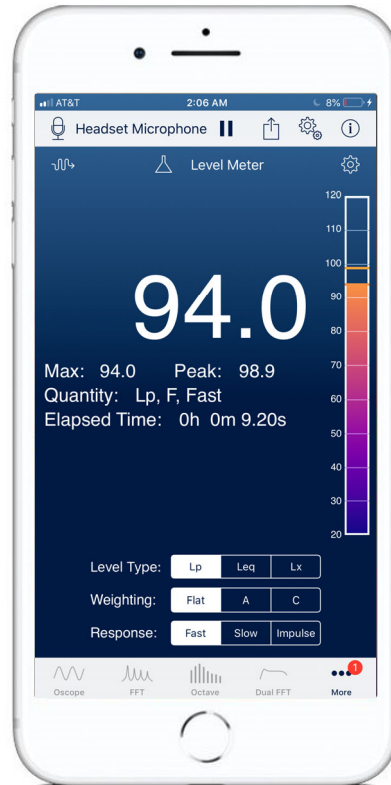 AT&T 2:06 AM 8%
Headset Microphone
Level Meter
120
110
100
90
80
70
60
50
40
30
20
94.0
Max: 94.0 Peak: 98.9
Quantity: Lp, F, Fast
Elapsed Time: 0h 0m 9.20s
Level Type: Lp Leq Lx
Weighting: Flat A C
Response: Fast Slow Impulse
1
Oscope FFT Octave Dual FFT More